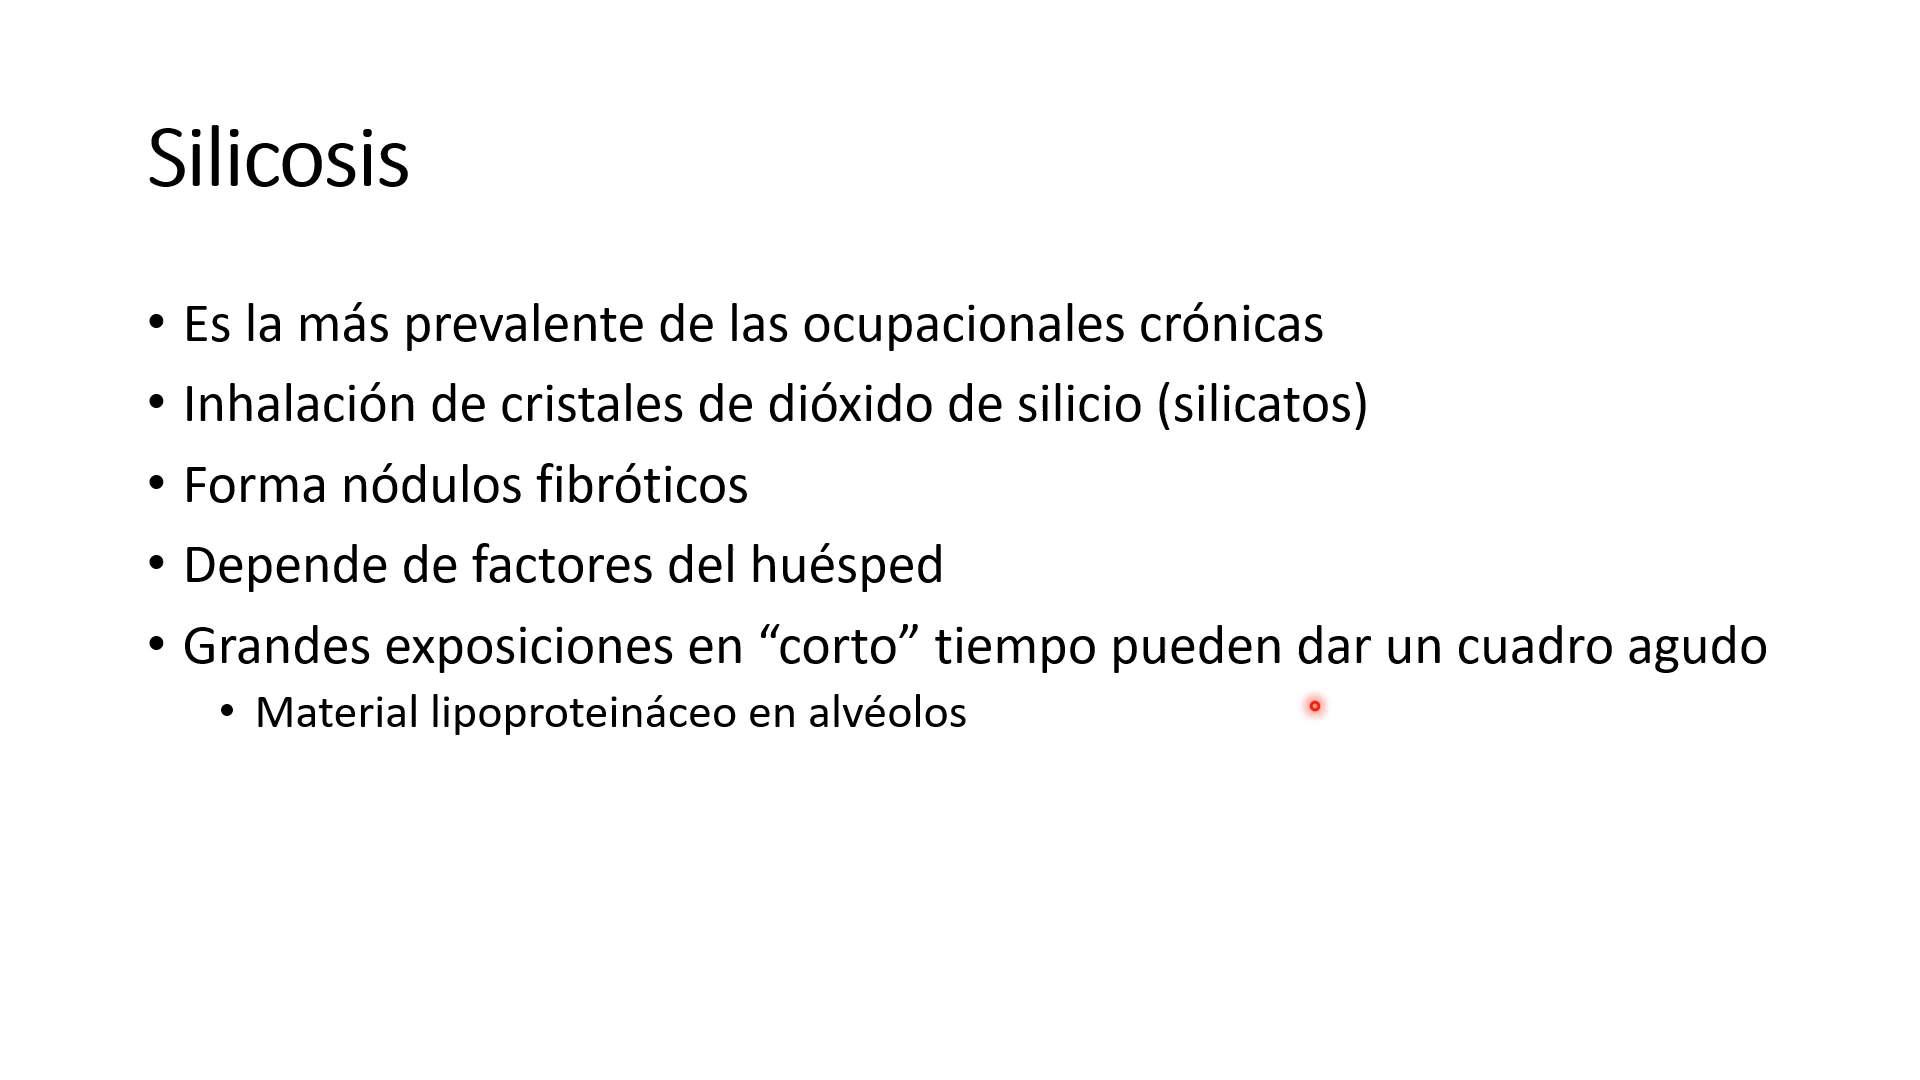 Silicosis
• Es la más prevalente de las ocupacionales crónicas
• Inhalación de cristales de dióxido de silicio (silicatos)
• Forma nódulos fibróticos
• Depende de factores del huésped
• Grandes exposiciones en “corto” tiempo pueden dar un cuadro agudo
• Material lipoproteináceo en alvéolos